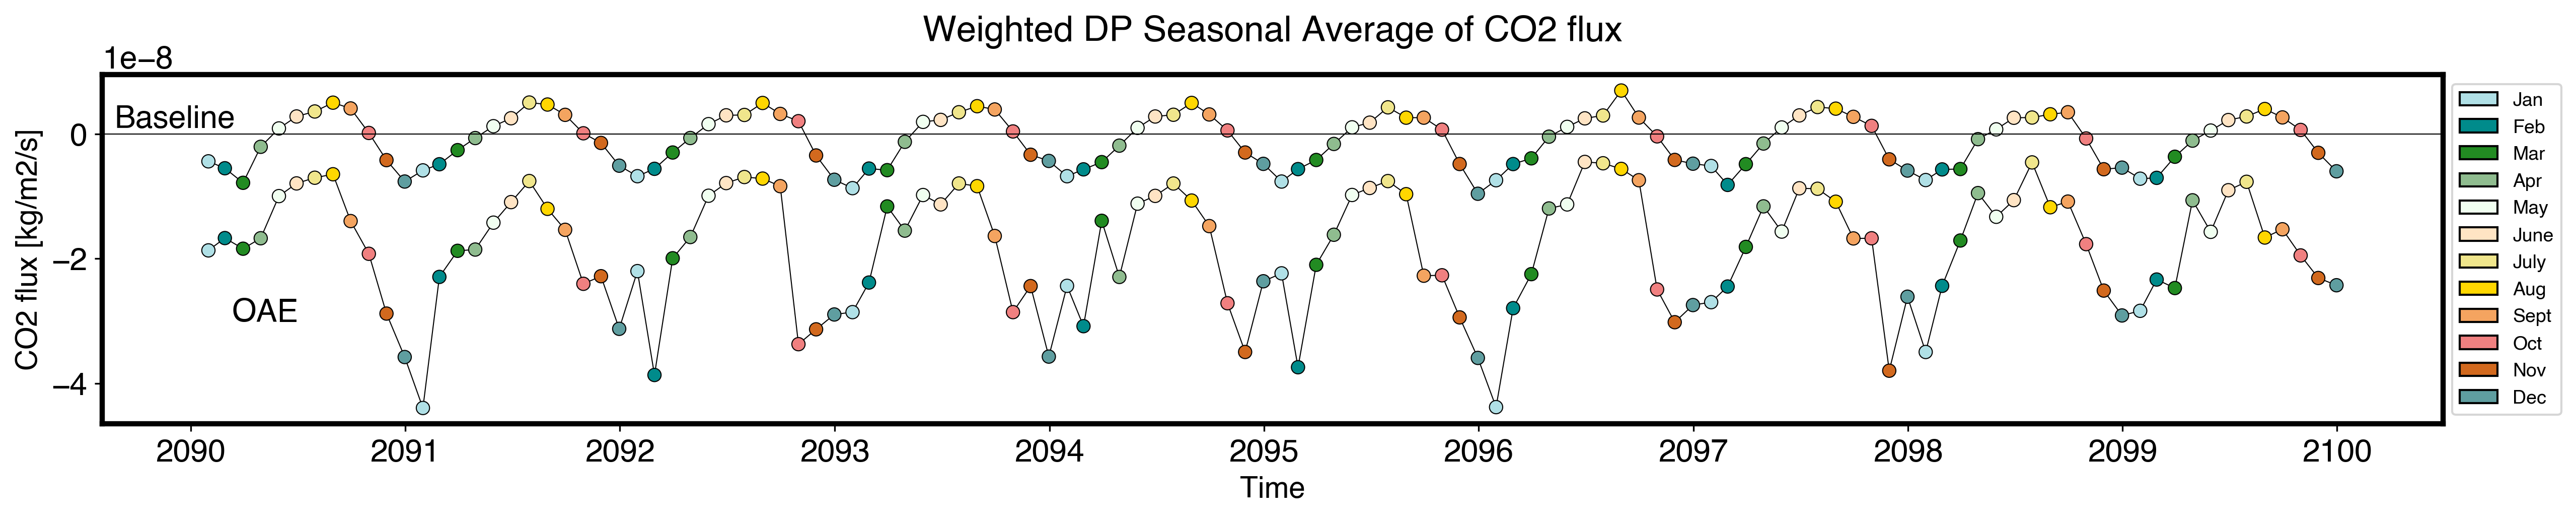 Weighted DP Seasonal Average of CO2 flux
1e−8
Baseline
OAE
CO2 flux [kg/m2/s]
0
−2
−4
2090 2091 2092 2093 2094 2095 2096 2097 2098 2099 2100
Time
Jan
Feb
Mar
Apr
May
June
July
Aug
Sept
Oct
Nov
Dec